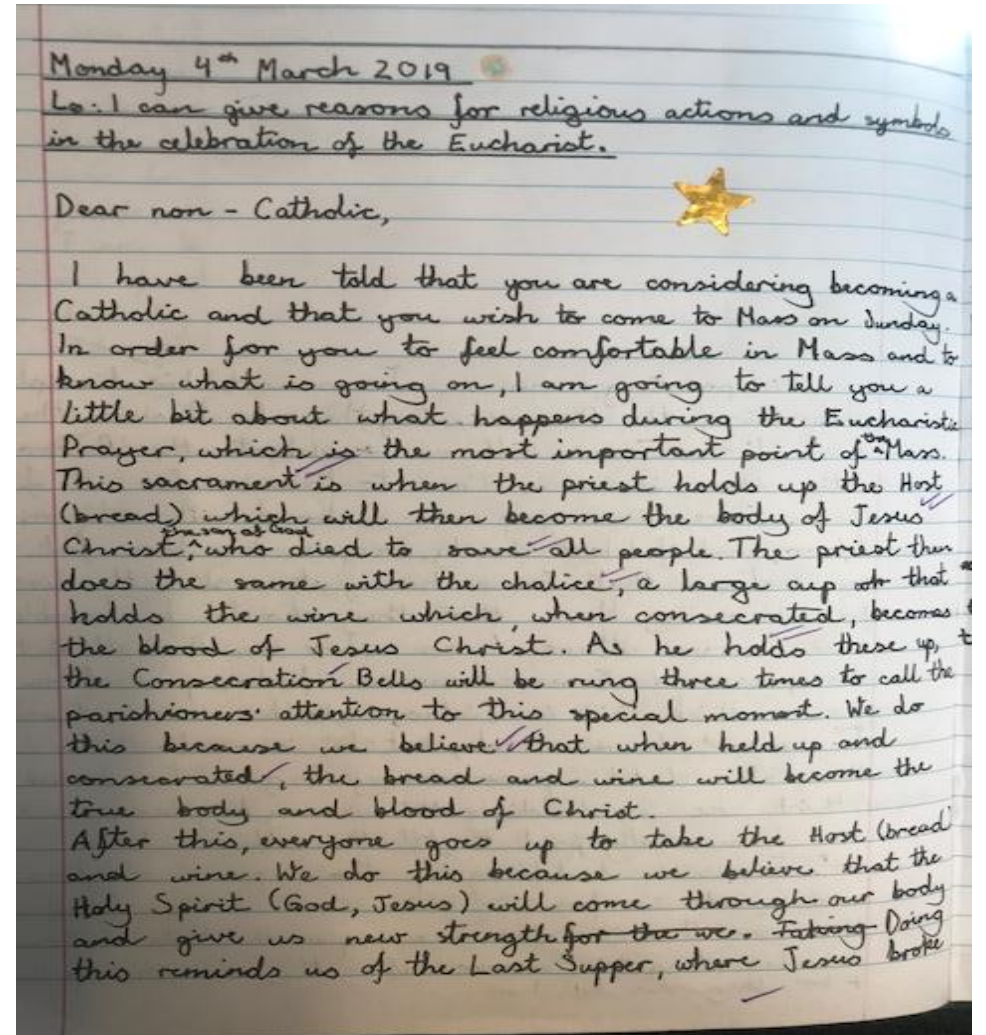 Monday 4th March 2019
Lo: I can give reasons for religious actions and symbols
in the celebration of the Eucharist.
Dear non - Catholic,
I have been told that you are considering becoming a
Catholic and that you wish to come to Mass on Sunday.
In order for you to feel comfortable in Mass and to
know what is going on, I am going to tell you a
little bit about what happens during the Eucharistic
Prayer, which is the most important point of the Mass.
This sacrament is when the priest holds up the Host
(bread) which will then become the body of Jesus
Christ, the son of God who died to save all people. The priest then
does the same with the chalice, a large cup that
holds the wine which, when consecrated, becomes
the blood of Jesus Christ. As he holds these up,
the Consecration Bells will be rung three times to call the
parishioners' attention to this special moment. We do
this because we believe that when held up and
consecrated, the bread and wine will become the
true body and blood of Christ.
After this, everyone goes up to take the Host (bread
and wine. We do this because we believe that the
Holy Spirit (God, Jesus) will come through our body
and give us new strength for the we. Taking Doing
this reminds us of the Last Supper, where Jesus broke